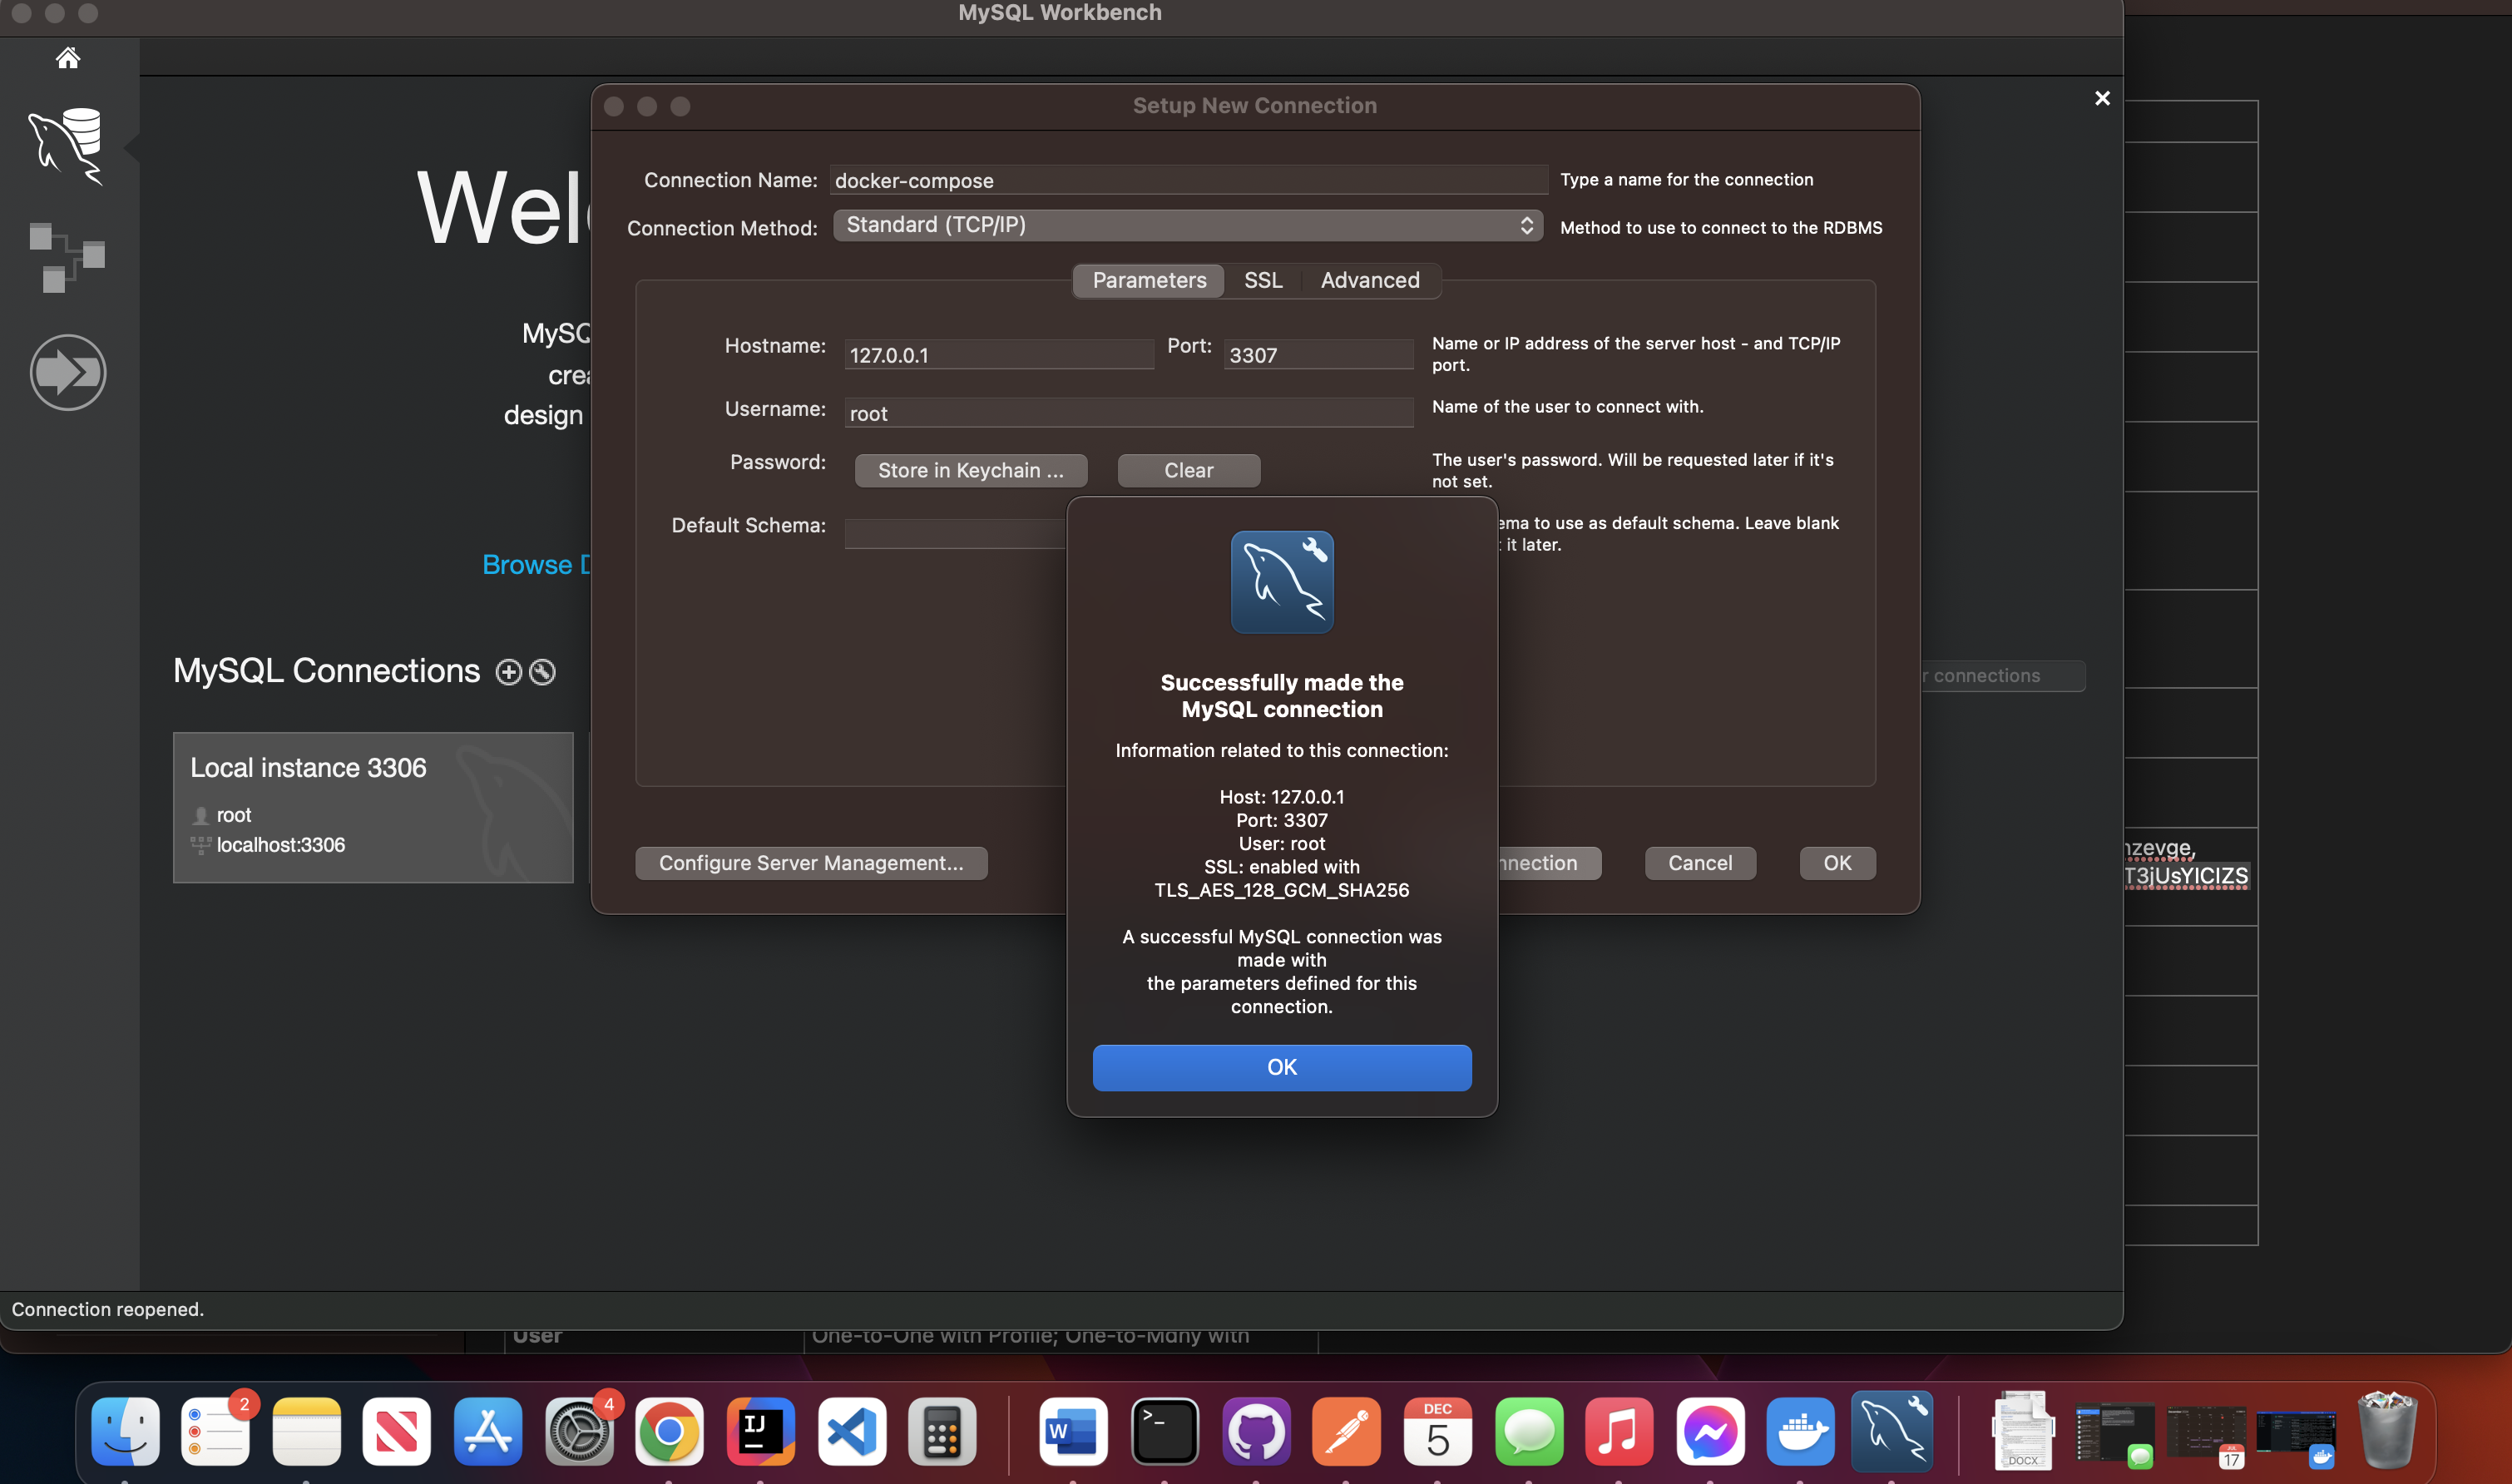 MySQL Workbench
Setup New Connection
Connection Name:
docker-compose
Type a name for the connection
Connection Method:
Standard (TCP/IP)
Method to use to connect to the RDBMS
Parameters
SSL
Advanced
Hostname:
127.0.0.1
Port:
3307
Name or IP address of the server host - and TCP/IP
port.
Username:
root
Name of the user to connect with.
Password:
Store in Keychain ...
Clear
The user's password. Will be requested later if it's
not set.
Default Schema:
ema to use as default schema. Leave blank
it later.
Wel
MySQ
crea
design
Browse D
MySQL Connections
r connections
Local instance 3306
root
localhost:3306
Successfully made the
MySQL connection
Information related to this connection:
Host: 127.0.0.1
Port: 3307
User: root
SSL: enabled with
TLS_AES_128_GCM_SHA256
A successful MySQL connection was
made with
the parameters defined for this
connection.
OK
Configure Server Management...
nnection
Cancel
OK
nzevge,
T3jUsYICIZS
Connection reopened.
User
One-to-One with Profile; One-to-Many with
2
4
IJ
W
>_
DEC
5
DOCX
JUL
17